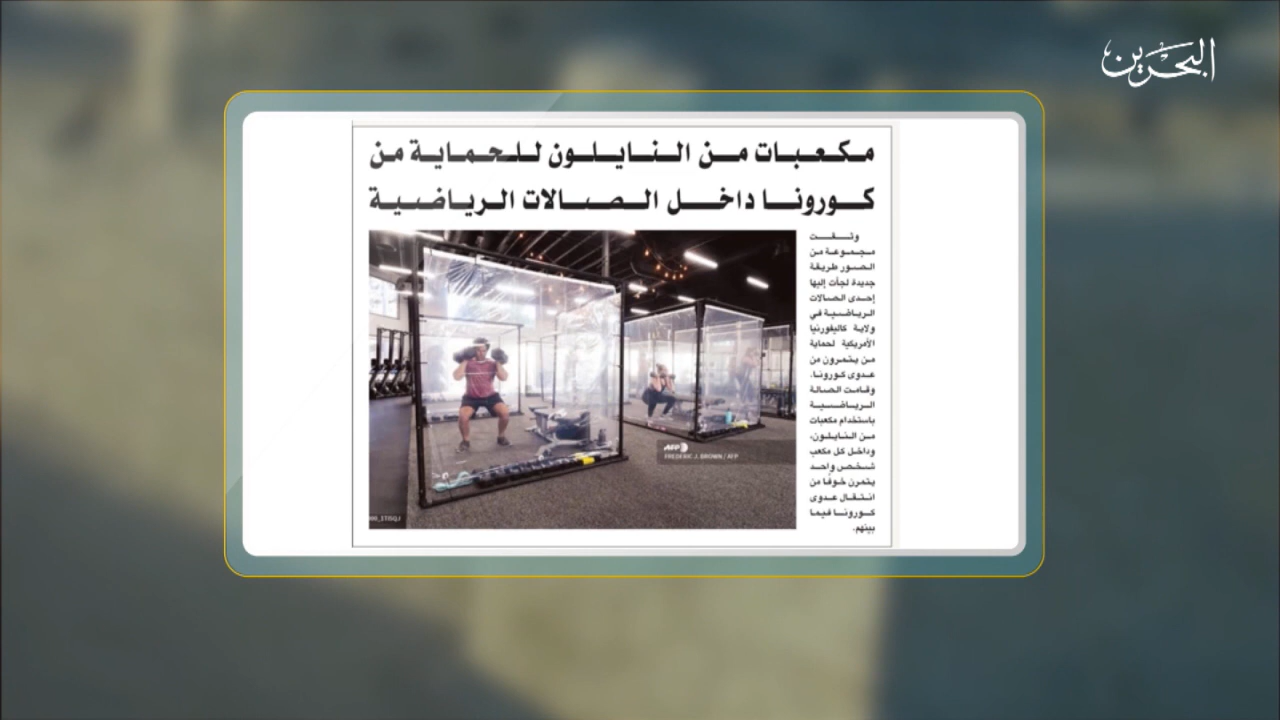 البحرين
مكعبات من النايلون للحماية من
كورونا داخل الصالات الرياضية
وثقت
مجموعة من
الصور طريقة
جديدة لجأت إليها
إحدى الصالات
الرياضية في
ولاية كاليفورنيا
الأمريكية لحماية
من يتمرون من
عدوى كورونا.
وقامت الصالة
الرياضية
باستخدام مكعبات
من النايلون،
وداخل كل مكعب
شخص واحد
يتمرن خوفًا من
انتقال عدوى
كورونا فيما
بينهم.
AFP
FREDERIC J. BROWN / AFP